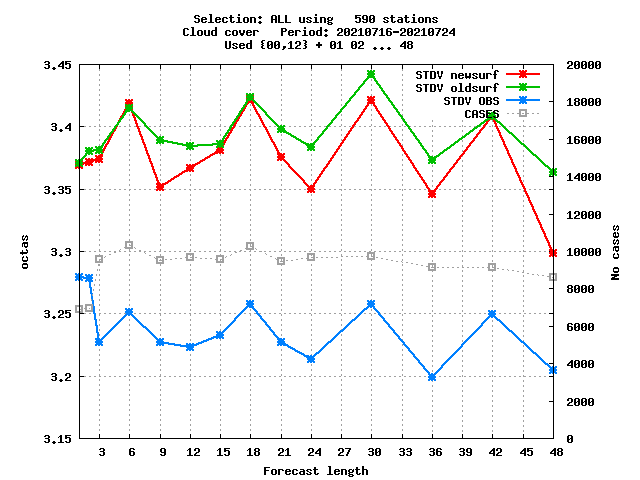 Selection: ALL using   590 stations
Cloud cover   Period: 20210716-20210724
Used {00,12} + 01 02 ... 48
3.45
3.4
3.35
3.3
3.25
3.2
3.15
octas
STDV newsurf
STDV oldsurf
STDV OBS
CASES
20000
18000
16000
14000
12000
10000
8000
6000
4000
2000
0
No cases
3 6 9 12 15 18 21 24 27 30 33 36 39 42 45 48
Forecast length